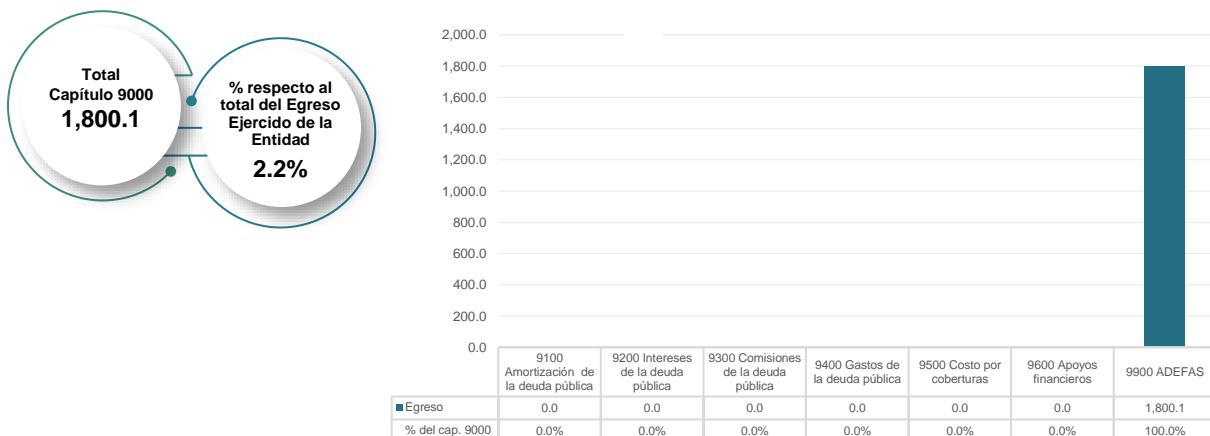 Total
Capítulo 9000
1,800.1
% respecto al
total del Egreso
Ejercido de la
Entidad
2.2%
2,000.0
1,800.0
1,600.0
1,400.0
1,200.0
1,000.0
800.0
600.0
400.0
200.0
0.0
9100
Amortización de
la deuda pública
9200 Intereses
de la deuda
pública
9300 Comisiones
de la deuda
pública
9400 Gastos de
la deuda pública
9500 Costo por
coberturas
9600 Apoyos
financieros
9900 ADEFAS
Egreso 0.0 0.0 0.0 0.0 0.0 0.0 1,800.1
% del cap. 9000 0.0% 0.0% 0.0% 0.0% 0.0% 0.0% 100.0%